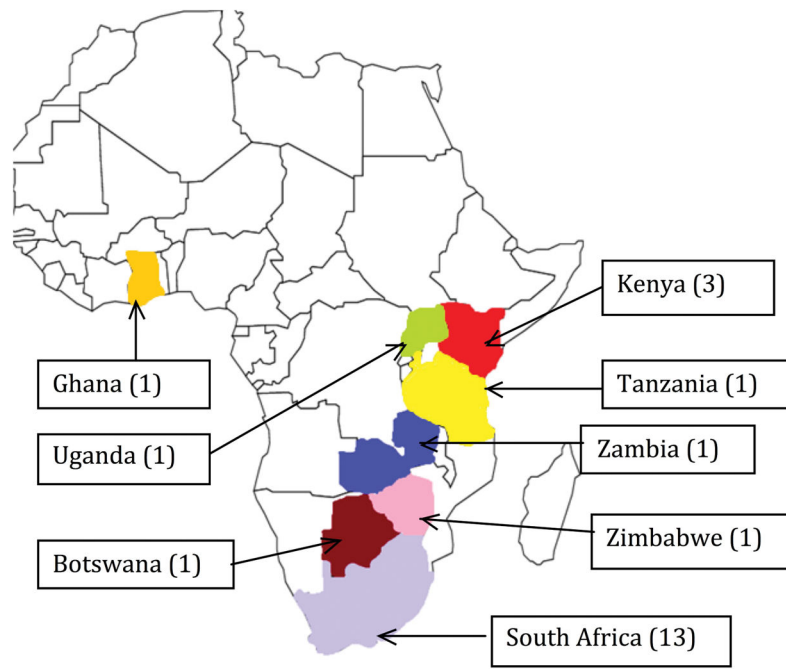 Kenya (3)
Ghana (1)
Tanzania (1)
Uganda (1)
Zambia (1)
Botswana (1)
Zimbabwe (1)
South Africa (13)